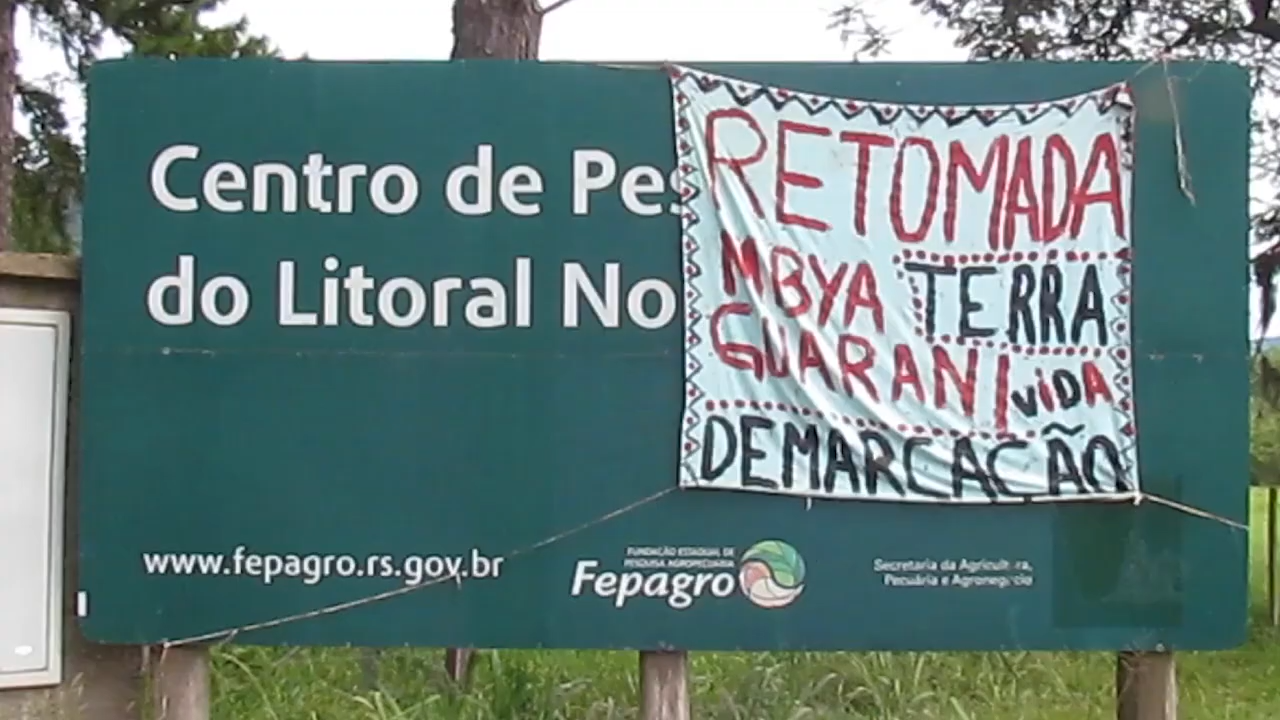 Centro de Pes
do Litoral No
RETOMADA
MBYA TERRA
GUARANI VIDA
DEMARCAÇÃO
www.fepagro.rs.gov.br
FUNDAÇÃO ESTADUAL DE
PESQUISA AGROPECUÁRIA
Fepagro
Secretaria da Agricultura,
Pecuária e Agronegócio